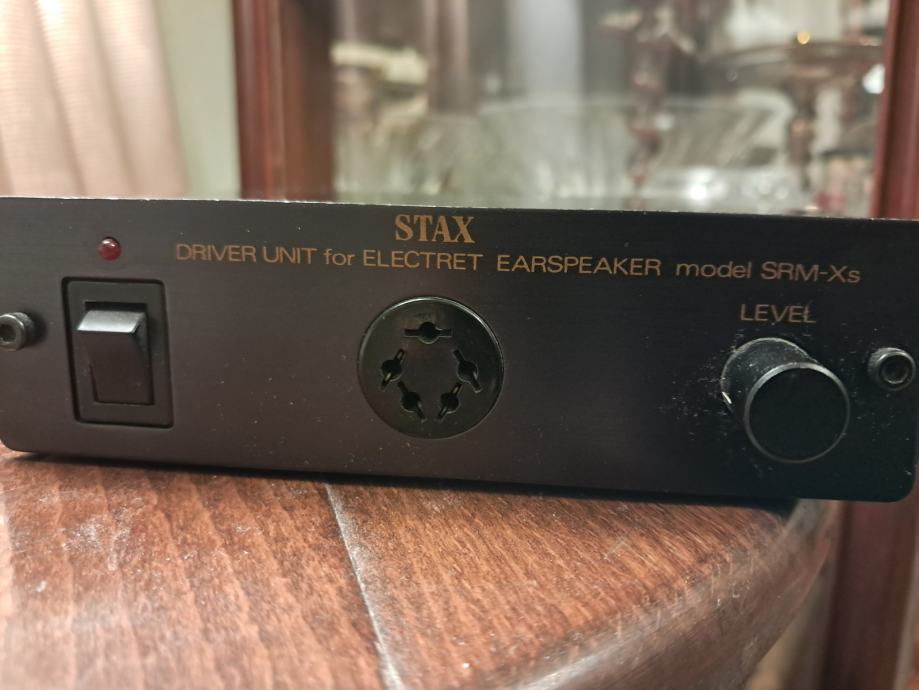 STAX
DRIVER UNIT for ELECTRET EARSPEAKER model SRM-Xs
LEVEL